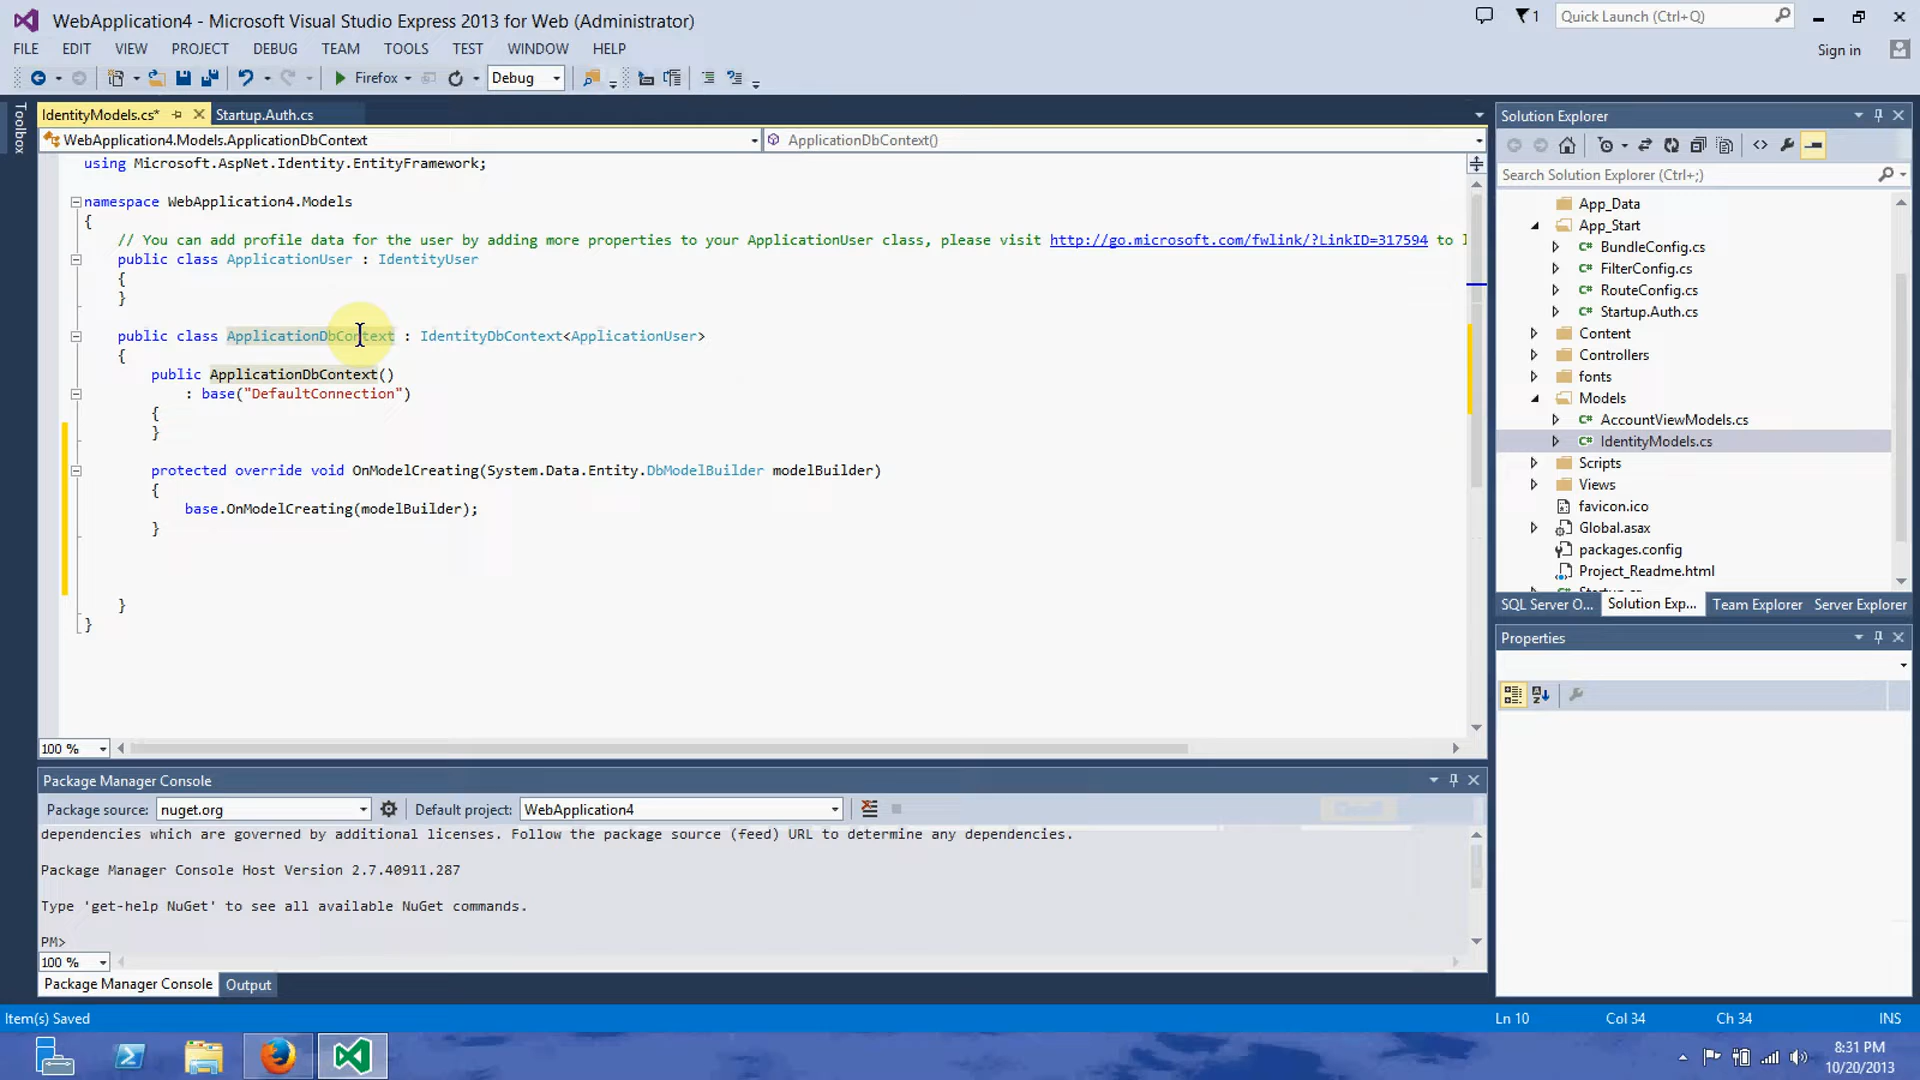 WebApplication4 - Microsoft Visual Studio Express 2013 for Web (Administrator)
1
Quick Launch (Ctrl+Q)
FILE EDIT VIEW PROJECT DEBUG TEAM TOOLS TEST WINDOW HELP
Sign in
Firefox
Debug
Toolbox
IdentityModels.cs*
Startup.Auth.cs
WebApplication4.Models.ApplicationDbContext
ApplicationDbContext()
using Microsoft.AspNet.Identity.EntityFramework;
namespace WebApplication4.Models
{
// You can add profile data for the user by adding more properties to your ApplicationUser class, please visit http://go.microsoft.com/fwlink/?LinkID=317594 to l
public class ApplicationUser : IdentityUser
{
}
public class ApplicationDbContext : IdentityDbContext<ApplicationUser>
{
public ApplicationDbContext()
: base("DefaultConnection")
{
}
protected override void OnModelCreating(System.Data.Entity.DbModelBuilder modelBuilder)
{
base.OnModelCreating(modelBuilder);
}
}
}
100 %
Package Manager Console
Package source: nuget.org
Default project: WebApplication4
dependencies which are governed by additional licenses. Follow the package source (feed) URL to determine any dependencies.
Package Manager Console Host Version 2.7.40911.287
Type 'get-help NuGet' to see all available NuGet commands.
PM>
100 %
Package Manager Console
Output
Solution Explorer
Search Solution Explorer (Ctrl+;)
App_Data
App_Start
C# BundleConfig.cs
C# FilterConfig.cs
C# RouteConfig.cs
C# Startup.Auth.cs
Content
Controllers
fonts
Models
C# AccountViewModels.cs
C# IdentityModels.cs
Scripts
Views
favicon.ico
Global.asax
packages.config
Project_Readme.html
SQL Server O...
Solution Exp...
Team Explorer
Server Explorer
Properties
Item(s) Saved
Ln 10
Col 34
Ch 34
INS
8:31 PM
10/20/2013